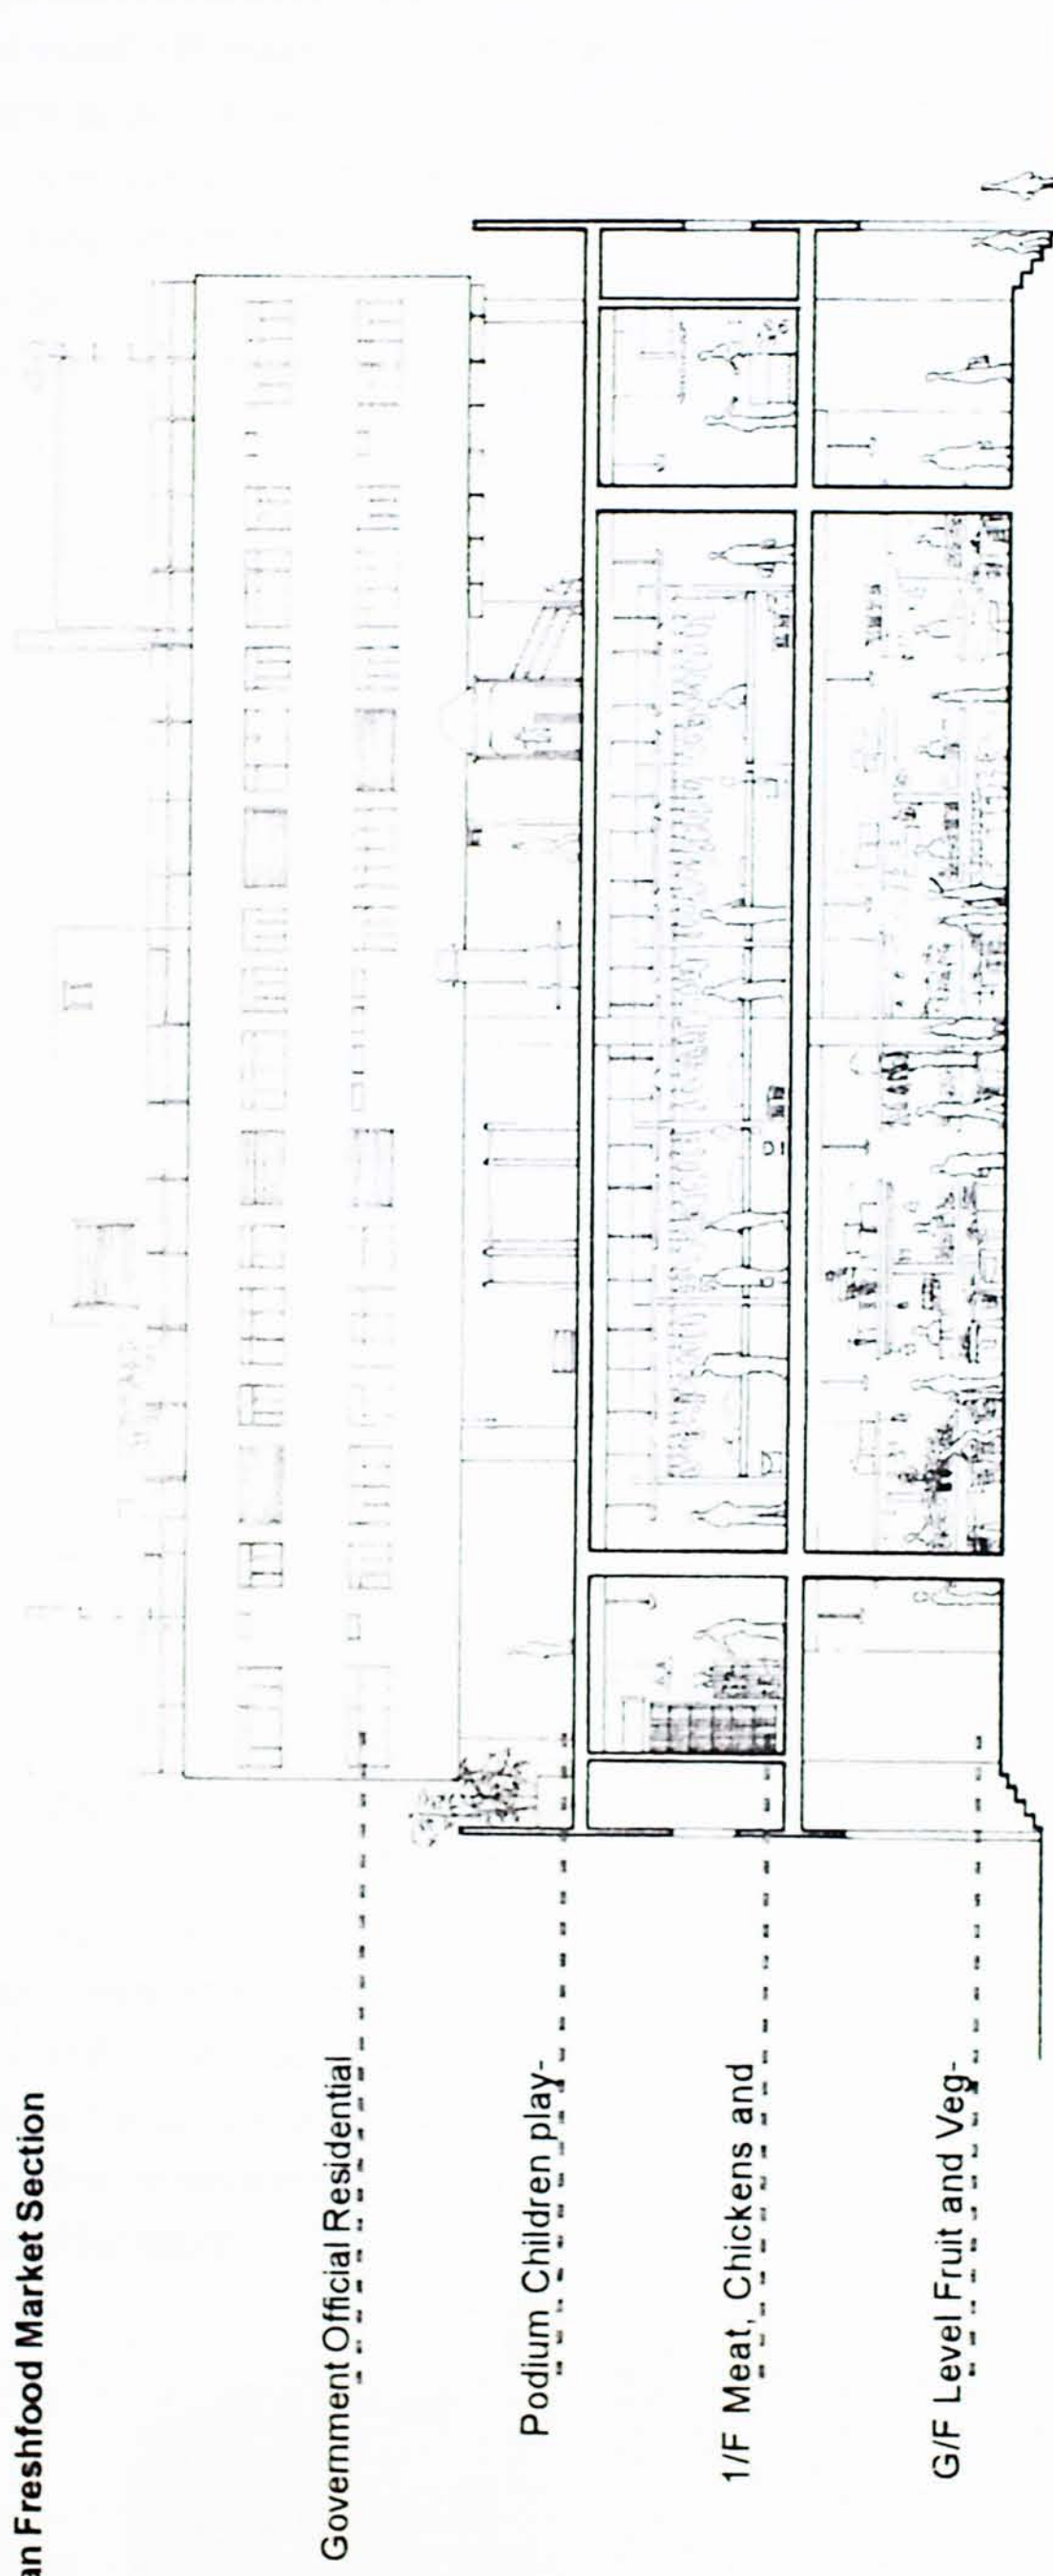 an Freshfood Market Section
Government Official Residential
Podium Children play-
1/F Meat, Chickens and
G/F Level Fruit and Veg-